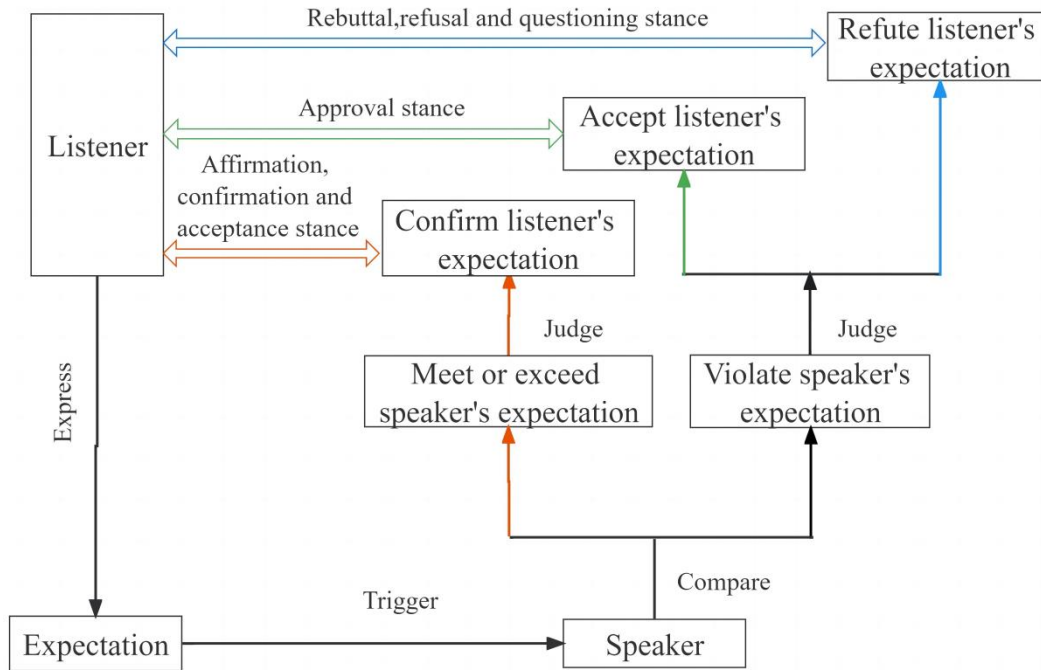 Rebuttal,refusal and questioning stance
Refute listener's
expectation
Approval stance
Accept listener's
expectation
Listener
Affirmation,
confirmation and
acceptance stance
Confirm listener's
expectation
Judge
Judge
Meet or exceed
speaker's expectation
Violate speaker's
expectation
Express
Compare
Trigger
Expectation
Speaker